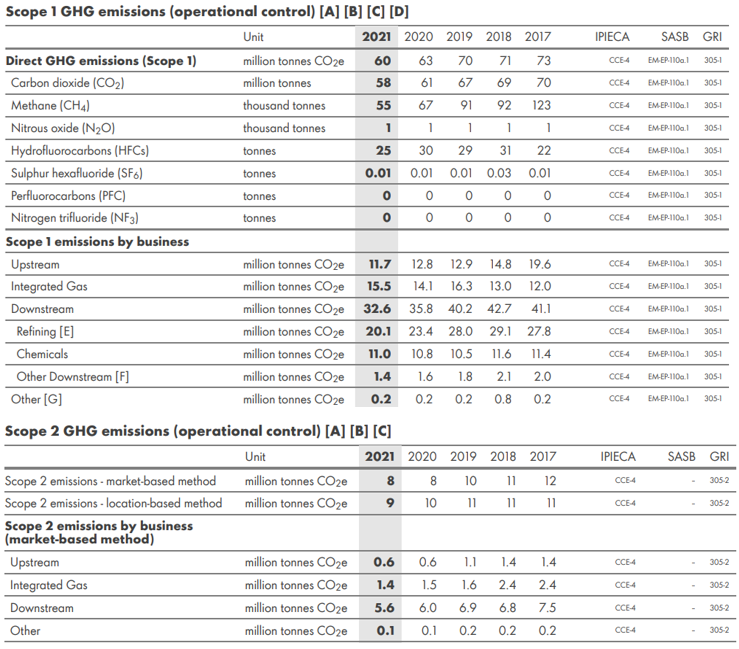 Scope 1 GHG emissions (operational control) [A] [B] [C] [D]
Unit 2021 2020 2019 2018 2017 IPIECA SASB GRI
Direct GHG emissions (Scope 1) million tonnes CO2e 60 63 70 71 73 CCE-4 EM-EP-110a.1 305-1
Carbon dioxide (CO2) million tonnes 58 61 67 69 70 CCE-4 EM-EP-110a.1 305-1
Methane (CH4) thousand tonnes 55 67 91 92 123 CCE-4 EM-EP-110a.1 305-1
Nitrous oxide (N2O) thousand tonnes 1 1 1 1 1 CCE-4 EM-EP-110a.1 305-1
Hydrofluorocarbons (HFCs) tonnes 25 30 29 31 22 CCE-4 EM-EP-110a.1 305-1
Sulphur hexafluoride (SF6) tonnes 0.01 0.01 0.01 0.03 0.01 CCE-4 EM-EP-110a.1 305-1
Perfluorocarbons (PFC) tonnes 0 0 0 0 0 CCE-4 EM-EP-110a.1 305-1
Nitrogen trifluoride (NF3) tonnes 0 0 0 0 0 CCE-4 EM-EP-110a.1 305-1
Scope 1 emissions by business
Upstream million tonnes CO2e 11.7 12.8 12.9 14.8 19.6 CCE-4 EM-EP-110a.1 305-1
Integrated Gas million tonnes CO2e 15.5 14.1 16.3 13.0 12.0 CCE-4 EM-EP-110a.1 305-1
Downstream million tonnes CO2e 32.6 35.8 40.2 42.7 41.1 CCE-4 EM-EP-110a.1 305-1
Refining [E] million tonnes CO2e 20.1 23.4 28.0 29.1 27.8 CCE-4 EM-EP-110a.1 305-1
Chemicals million tonnes CO2e 11.0 10.8 10.5 11.6 11.4 CCE-4 EM-EP-110a.1 305-1
Other Downstream [F] million tonnes CO2e 1.4 1.6 1.8 2.1 2.0 CCE-4 EM-EP-110a.1 305-1
Other [G] million tonnes CO2e 0.2 0.2 0.2 0.8 0.2 CCE-4 EM-EP-110a.1 305-1
Scope 2 GHG emissions (operational control) [A] [B] [C]
Unit 2021 2020 2019 2018 2017 IPIECA SASB GRI
Scope 2 emissions - market-based method million tonnes CO2e 8 8 10 11 12 CCE-4 - 305-2
Scope 2 emissions - location-based method million tonnes CO2e 9 10 11 11 11 CCE-4 - 305-2
Scope 2 emissions by business
(market-based method)
Upstream million tonnes CO2e 0.6 0.6 1.1 1.4 1.4 CCE-4 - 305-2
Integrated Gas million tonnes CO2e 1.4 1.5 1.6 2.4 2.4 CCE-4 - 305-2
Downstream million tonnes CO2e 5.6 6.0 6.9 6.8 7.5 CCE-4 - 305-2
Other million tonnes CO2e 0.1 0.1 0.2 0.2 0.2 CCE-4 - 305-2